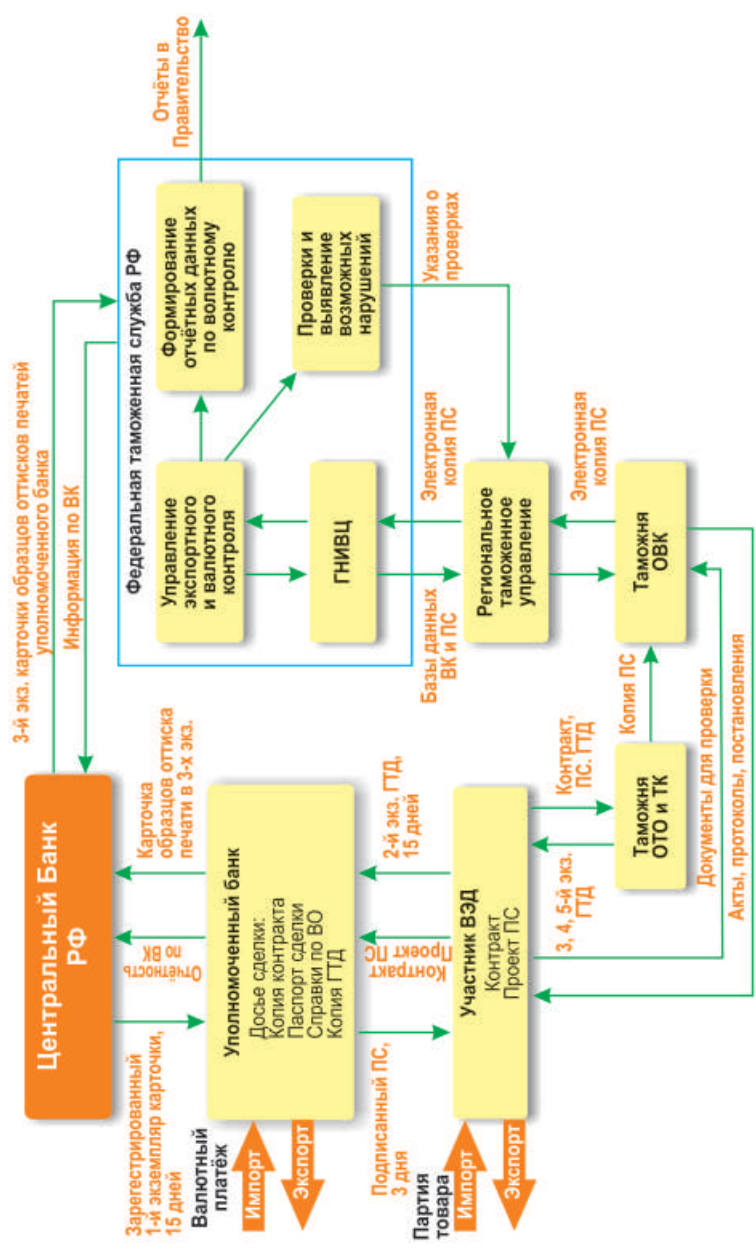 Центральный Банк
РФ
3-й экз. карточки образцов оттисков печатей
уполномоченного банка
Информация по ВК
Зарегестрированный
1-й экземпляр карточки,
15 дней
Отчётность
по ВК
Карточка
образцов оттиска
печати в 3-х экз.
Федеральная таможенная служба РФ
Управление
экспортного
и валютного
контроля
Формирование
отчётных данных
по волютному
контролю
Отчёты в
Правительство
ГНИВЦ
Проверки и
выявление
возможных
нарушений
Валютный
платёж
Импорт
Экспорт
Уполномоченный банк
Досье сделки:
Копия контракта
Паспорт сделки
Справки по ВО
Копия ГТД
Базы данных
ВК и ПС
Электронная
копия ПС
Указания о
проверках
Подписанный ПС,
3 дня
Контракт
Проект ПС
2-й экз. ГТД,
15 дней
Региональное
таможенное
управление
Электронная
копия ПС
Партия
товара
Импорт
Экспорт
Участник ВЭД
Контракт
Проект ПС
3, 4, 5-й экз.
ГТД
Контракт,
ПС. ГТД
Таможня
ОТО и ТК
Копия ПС
Таможня
ОВК
Документы для проверки
Акты, протоколы, постановления